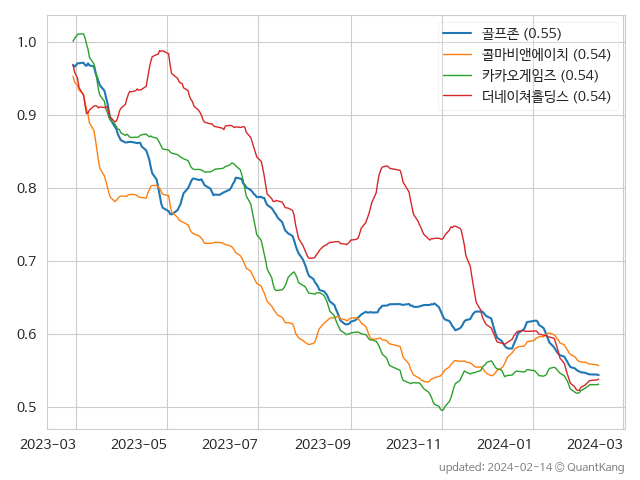 골프존 (0.55)
콜마비앤에이치 (0.54)
카카오게임즈 (0.54)
더네이쳐홀딩스 (0.54)
1.0
0.9
0.8
0.7
0.6
0.5
2023-03 2023-05 2023-07 2023-09 2023-11 2024-01 2024-03
updated: 2024-02-14 © QuantKang